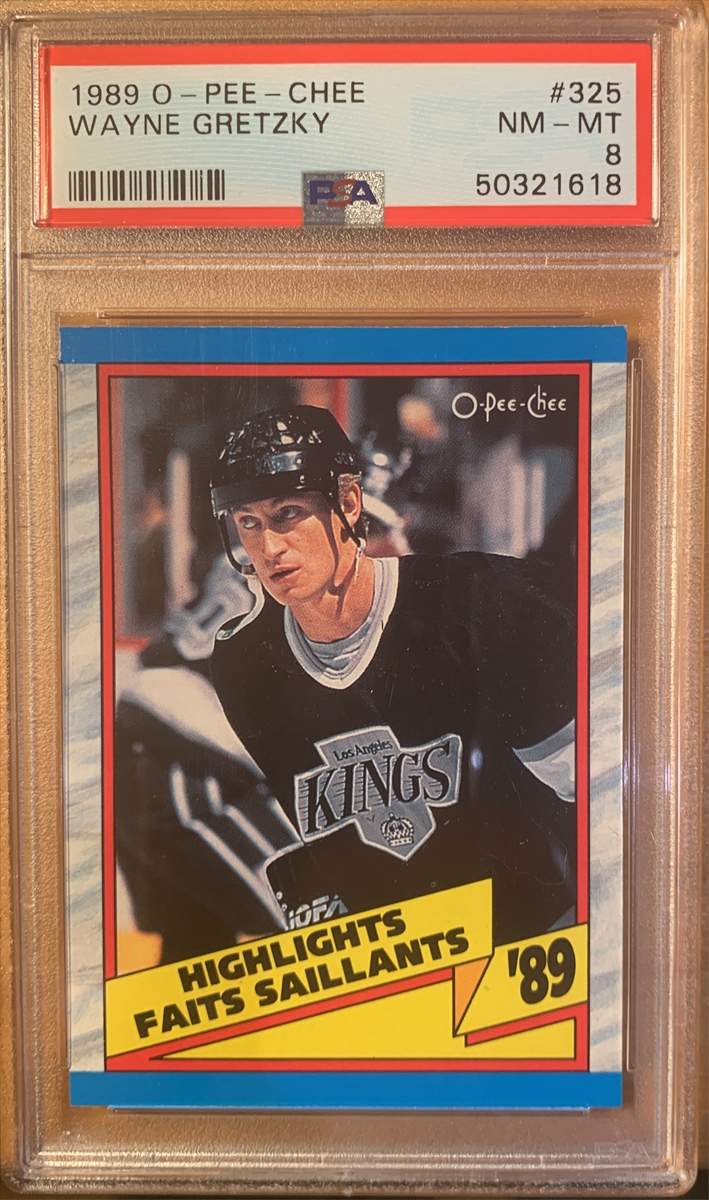 1989 O-PEE-CHEE #325
WAYNE GRETZKY NM-MT
8
PSA 50321618
O-Pee-Chee
Los Angeles
KINGS
JOFA
HIGHLIGHTS
FAITS SAILLANTS
'89